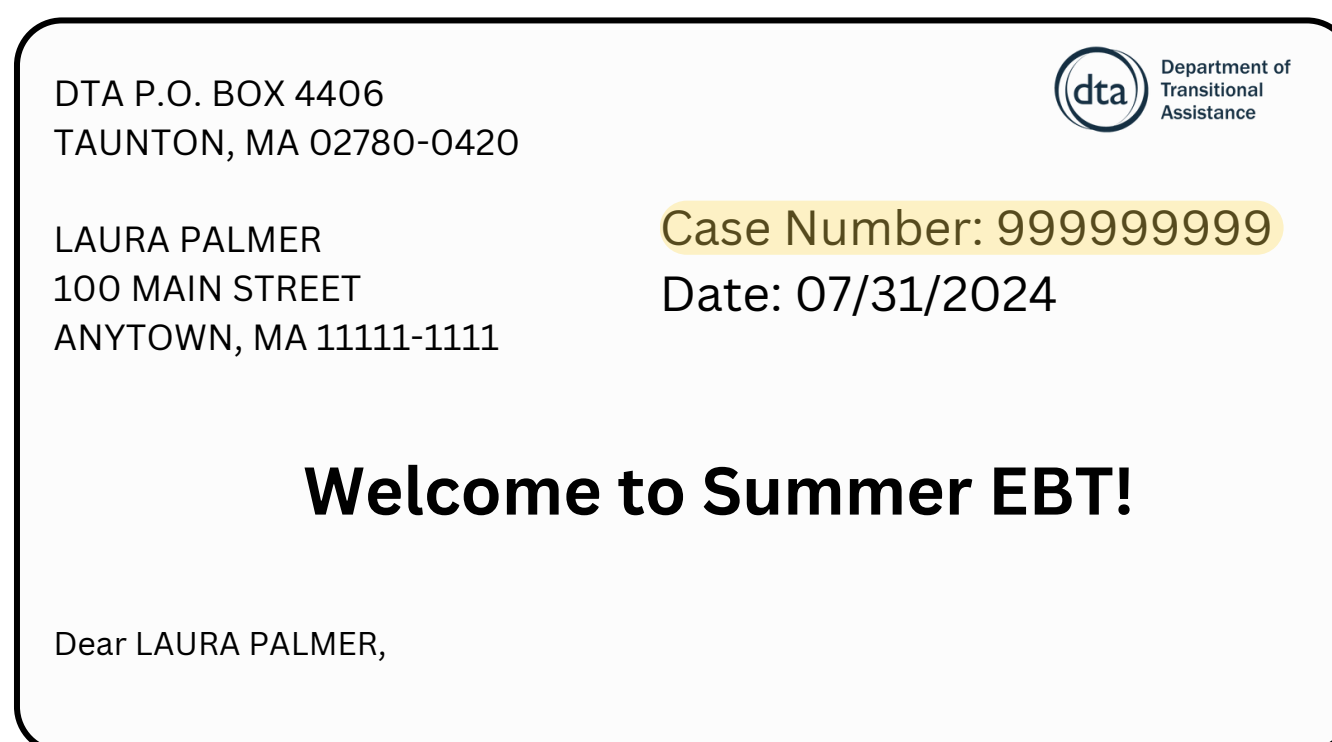 DTA P.O. BOX 4406
TAUNTON, MA 02780-0420
dta
Department of
Transitional
Assistance
LAURA PALMER
100 MAIN STREET
ANYTOWN, MA 11111-1111
Case Number: 999999999
Date: 07/31/2024
Welcome to Summer EBT!
Dear LAURA PALMER,